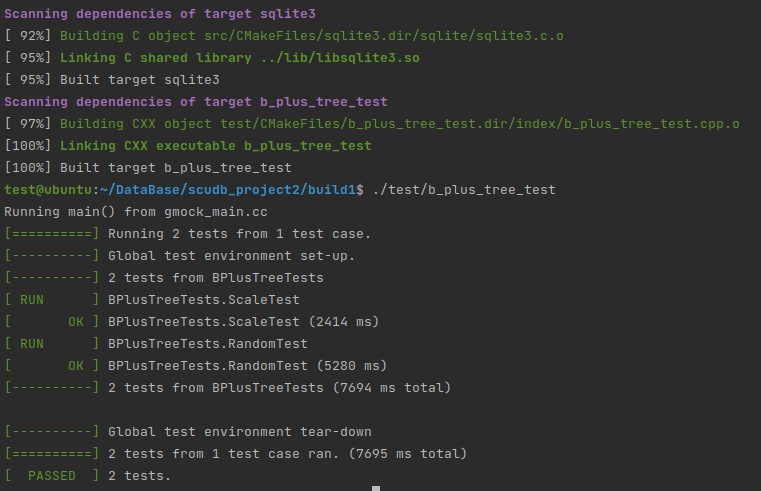 Scanning dependencies of target sqlite3
[ 92%] Building C object src/CMakeFiles/sqlite3.dir/sqlite/sqlite3.c.o
[ 95%] Linking C shared library ../lib/libsqlite3.so
[ 95%] Built target sqlite3
Scanning dependencies of target b_plus_tree_test
[ 97%] Building CXX object test/CMakeFiles/b_plus_tree_test.dir/index/b_plus_tree_test.cpp.o
[100%] Linking CXX executable b_plus_tree_test
[100%] Built target b_plus_tree_test
test@ubuntu:~/DataBase/scudb_project2/build1$ ./test/b_plus_tree_test
Running main() from gmock_main.cc
[==========] Running 2 tests from 1 test case.
[----------] Global test environment set-up.
[----------] 2 tests from BPlusTreeTests
[ RUN      ] BPlusTreeTests.ScaleTest
[       OK ] BPlusTreeTests.ScaleTest (2414 ms)
[ RUN      ] BPlusTreeTests.RandomTest
[       OK ] BPlusTreeTests.RandomTest (5280 ms)
[----------] 2 tests from BPlusTreeTests (7694 ms total)

[----------] Global test environment tear-down
[==========] 2 tests from 1 test case ran. (7695 ms total)
[  PASSED  ] 2 tests.